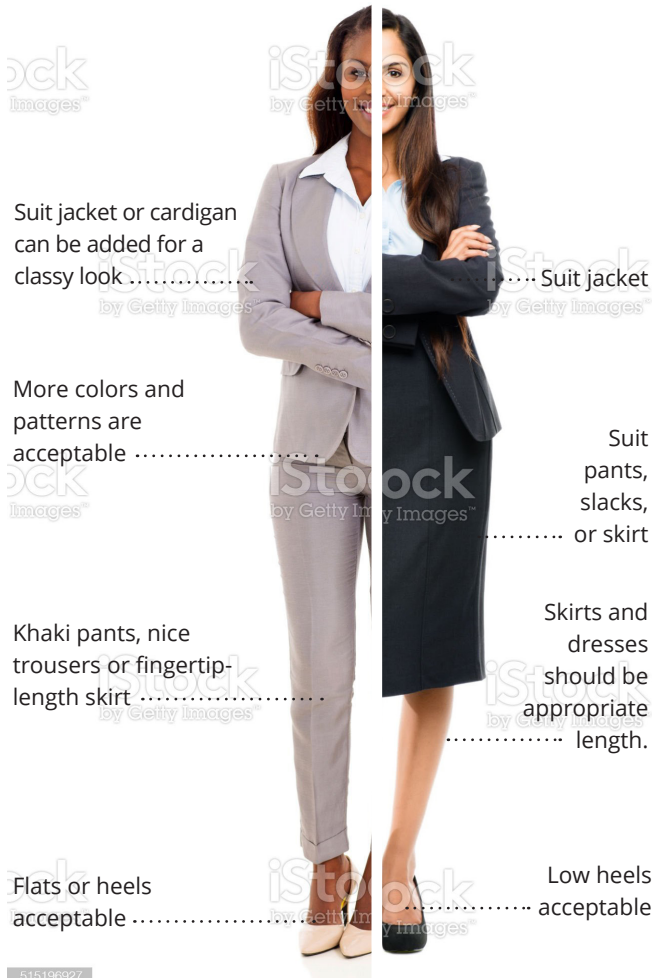 iStock
by Getty Images™
Suit jacket or cardigan
can be added for a
classy look
Suit jacket
More colors and
patterns are
acceptable
Suit
pants,
slacks,
or skirt
Khaki pants, nice
trousers or fingertip-
length skirt
Skirts and
dresses
should be
appropriate
length.
Flats or heels
acceptable
Low heels
acceptable
515196927